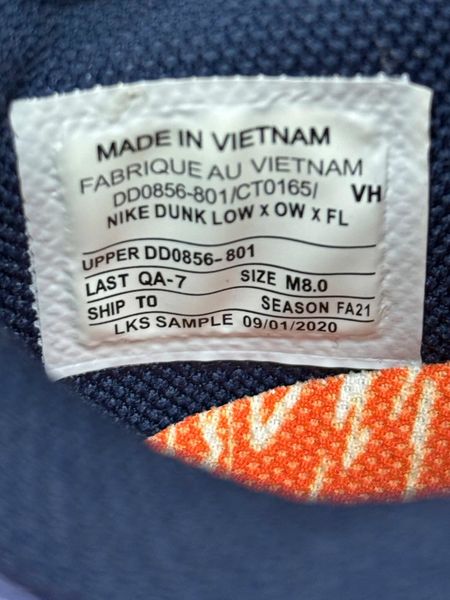 MADE IN VIETNAM
FABRIQUE AU VIETNAM
DD0856-801/CT0165/ VH
NIKE DUNK LOW x OW x FL
UPPER DD0856-801
LAST QA-7 SIZE M8.0
SHIP TO SEASON FA21
LKS SAMPLE 09/01/2020